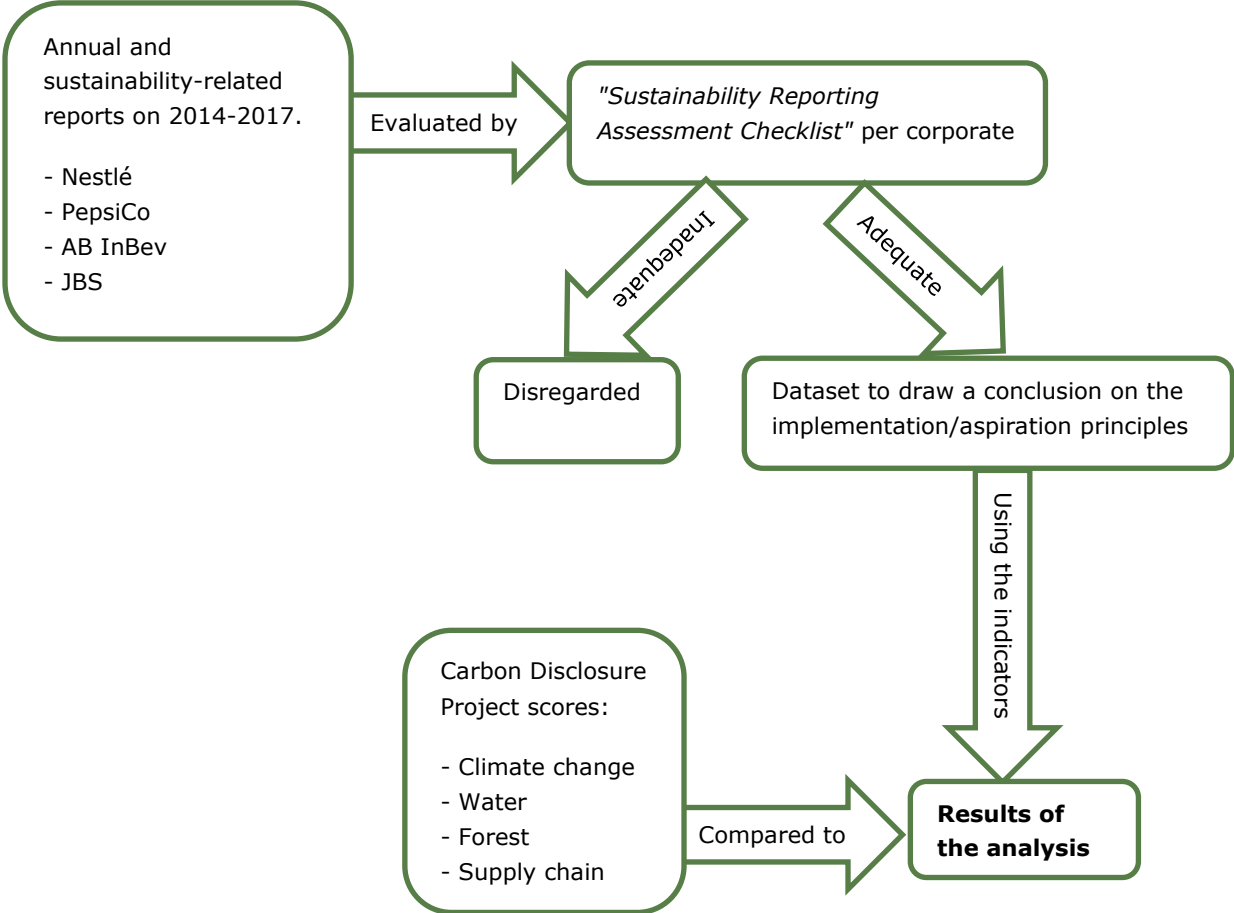 Annual and
sustainability-related
reports on 2014-2017.
- Nestlé
- PepsiCo
- AB InBev
- JBS
Evaluated by
"Sustainability Reporting
Assessment Checklist" per corporate
Inadequate
Adequate
Disregarded
Dataset to draw a conclusion on the
implementation/aspiration principles
Using the indicators
Carbon Disclosure
Project scores:
- Climate change
- Water
- Forest
- Supply chain
Compared to
Results of
the analysis